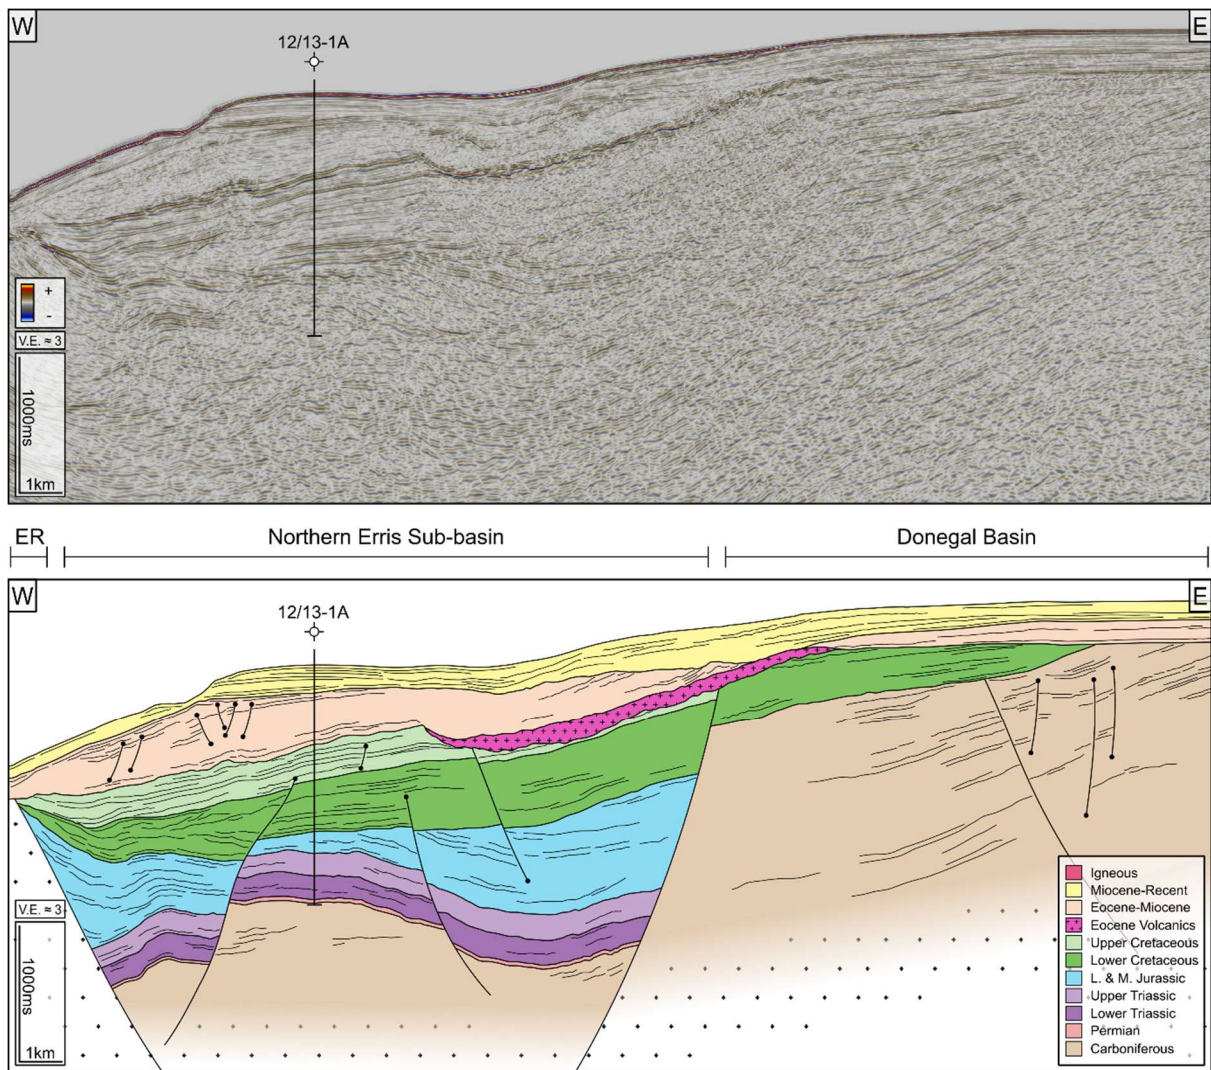 W
E
12/13-1A
+
-
V.E. ≈ 3
1000ms
1km
ER
Northern Erris Sub-basin
Donegal Basin
W
E
12/13-1A
V.E. ≈ 3
1000ms
1km
Igneous
Miocene-Recent
Eocene-Miocene
Eocene Volcanics
Upper Cretaceous
Lower Cretaceous
L. & M. Jurassic
Upper Triassic
Lower Triassic
Permian
Carboniferous